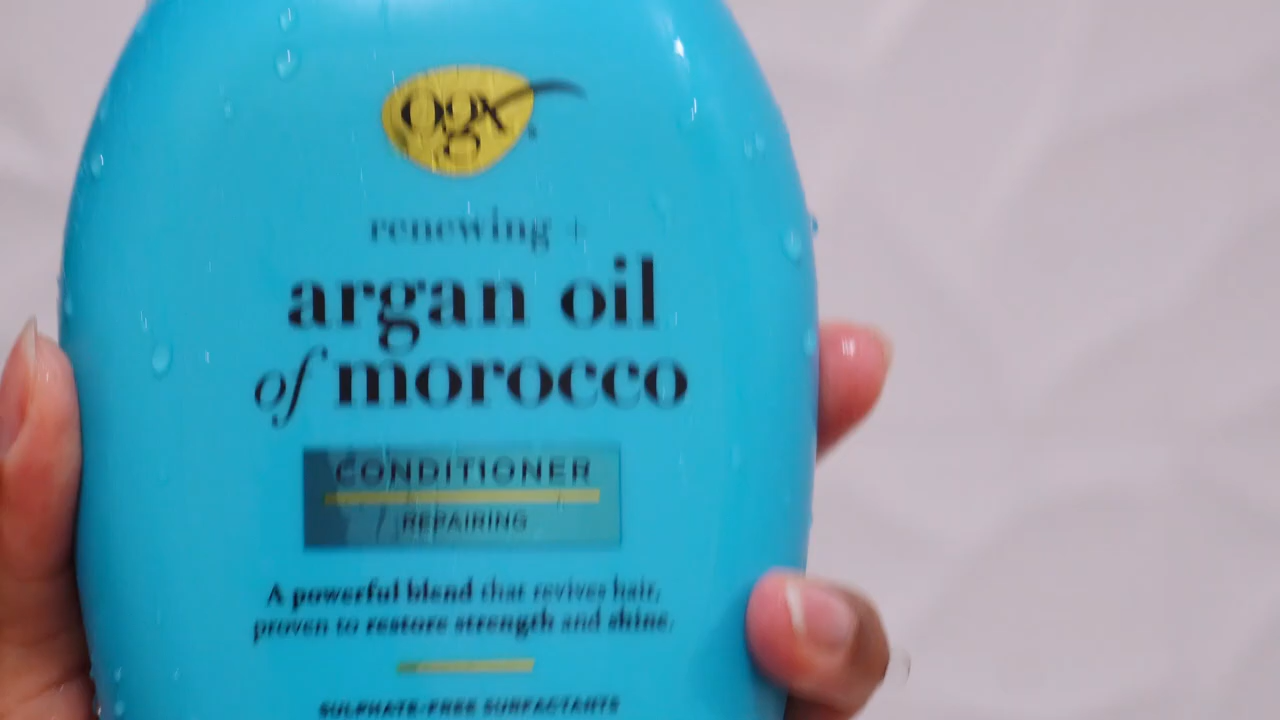 ogx
renewing +
argan oil
of morocco
CONDITIONER
REPAIRING
A powerful blend that revives hair,
proven to restore strength and shine.
SULPHATE-FREE SURFACTANTS